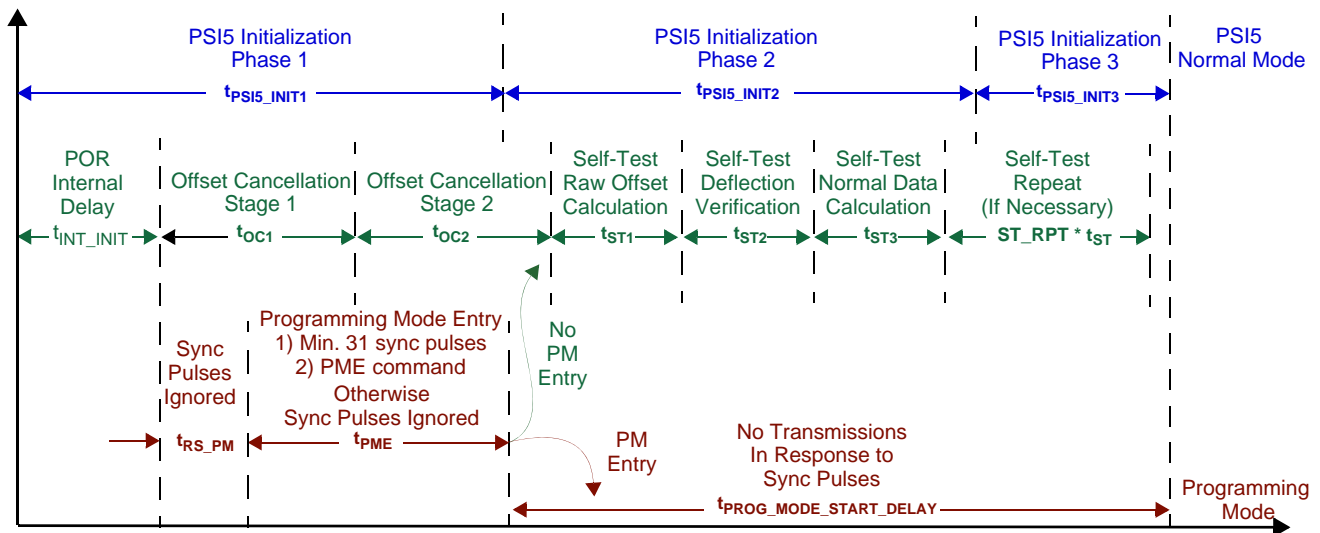 PSI5 Initialization
Phase 1
PSI5 Initialization
Phase 2
PSI5 Initialization
Phase 3
PSI5
Normal Mode
tPSI5_INIT1
tPSI5_INIT2
tPSI5_INIT3
POR
Internal
Delay
tINT_INIT
Offset Cancellation
Stage 1
tOC1
Offset Cancellation
Stage 2
tOC2
Self-Test
Raw Offset
Calculation
tST1
Self-Test
Deflection
Verification
tST2
Self-Test
Normal Data
Calculation
tST3
Self-Test
Repeat
(If Necessary)
ST_RPT * tST
Sync
Pulses
Ignored
tRS_PM
Programming Mode Entry
1) Min. 31 sync pulses
2) PME command
Otherwise
Sync Pulses Ignored
tPME
No
PM
Entry
PM
Entry
No Transmissions
In Response to
Sync Pulses
tPROG_MODE_START_DELAY
Programming
Mode